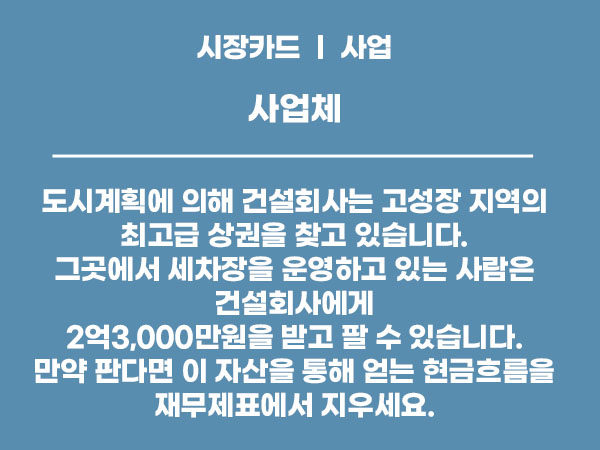 시장카드 ㅣ 사업
사업체
도시계획에 의해 건설회사는 고성장 지역의
최고급 상권을 찾고 있습니다.
그곳에서 세차장을 운영하고 있는 사람은
건설회사에게
2억3,000만원을 받고 팔 수 있습니다.
만약 판다면 이 자산을 통해 얻는 현금흐름을
재무제표에서 지우세요.